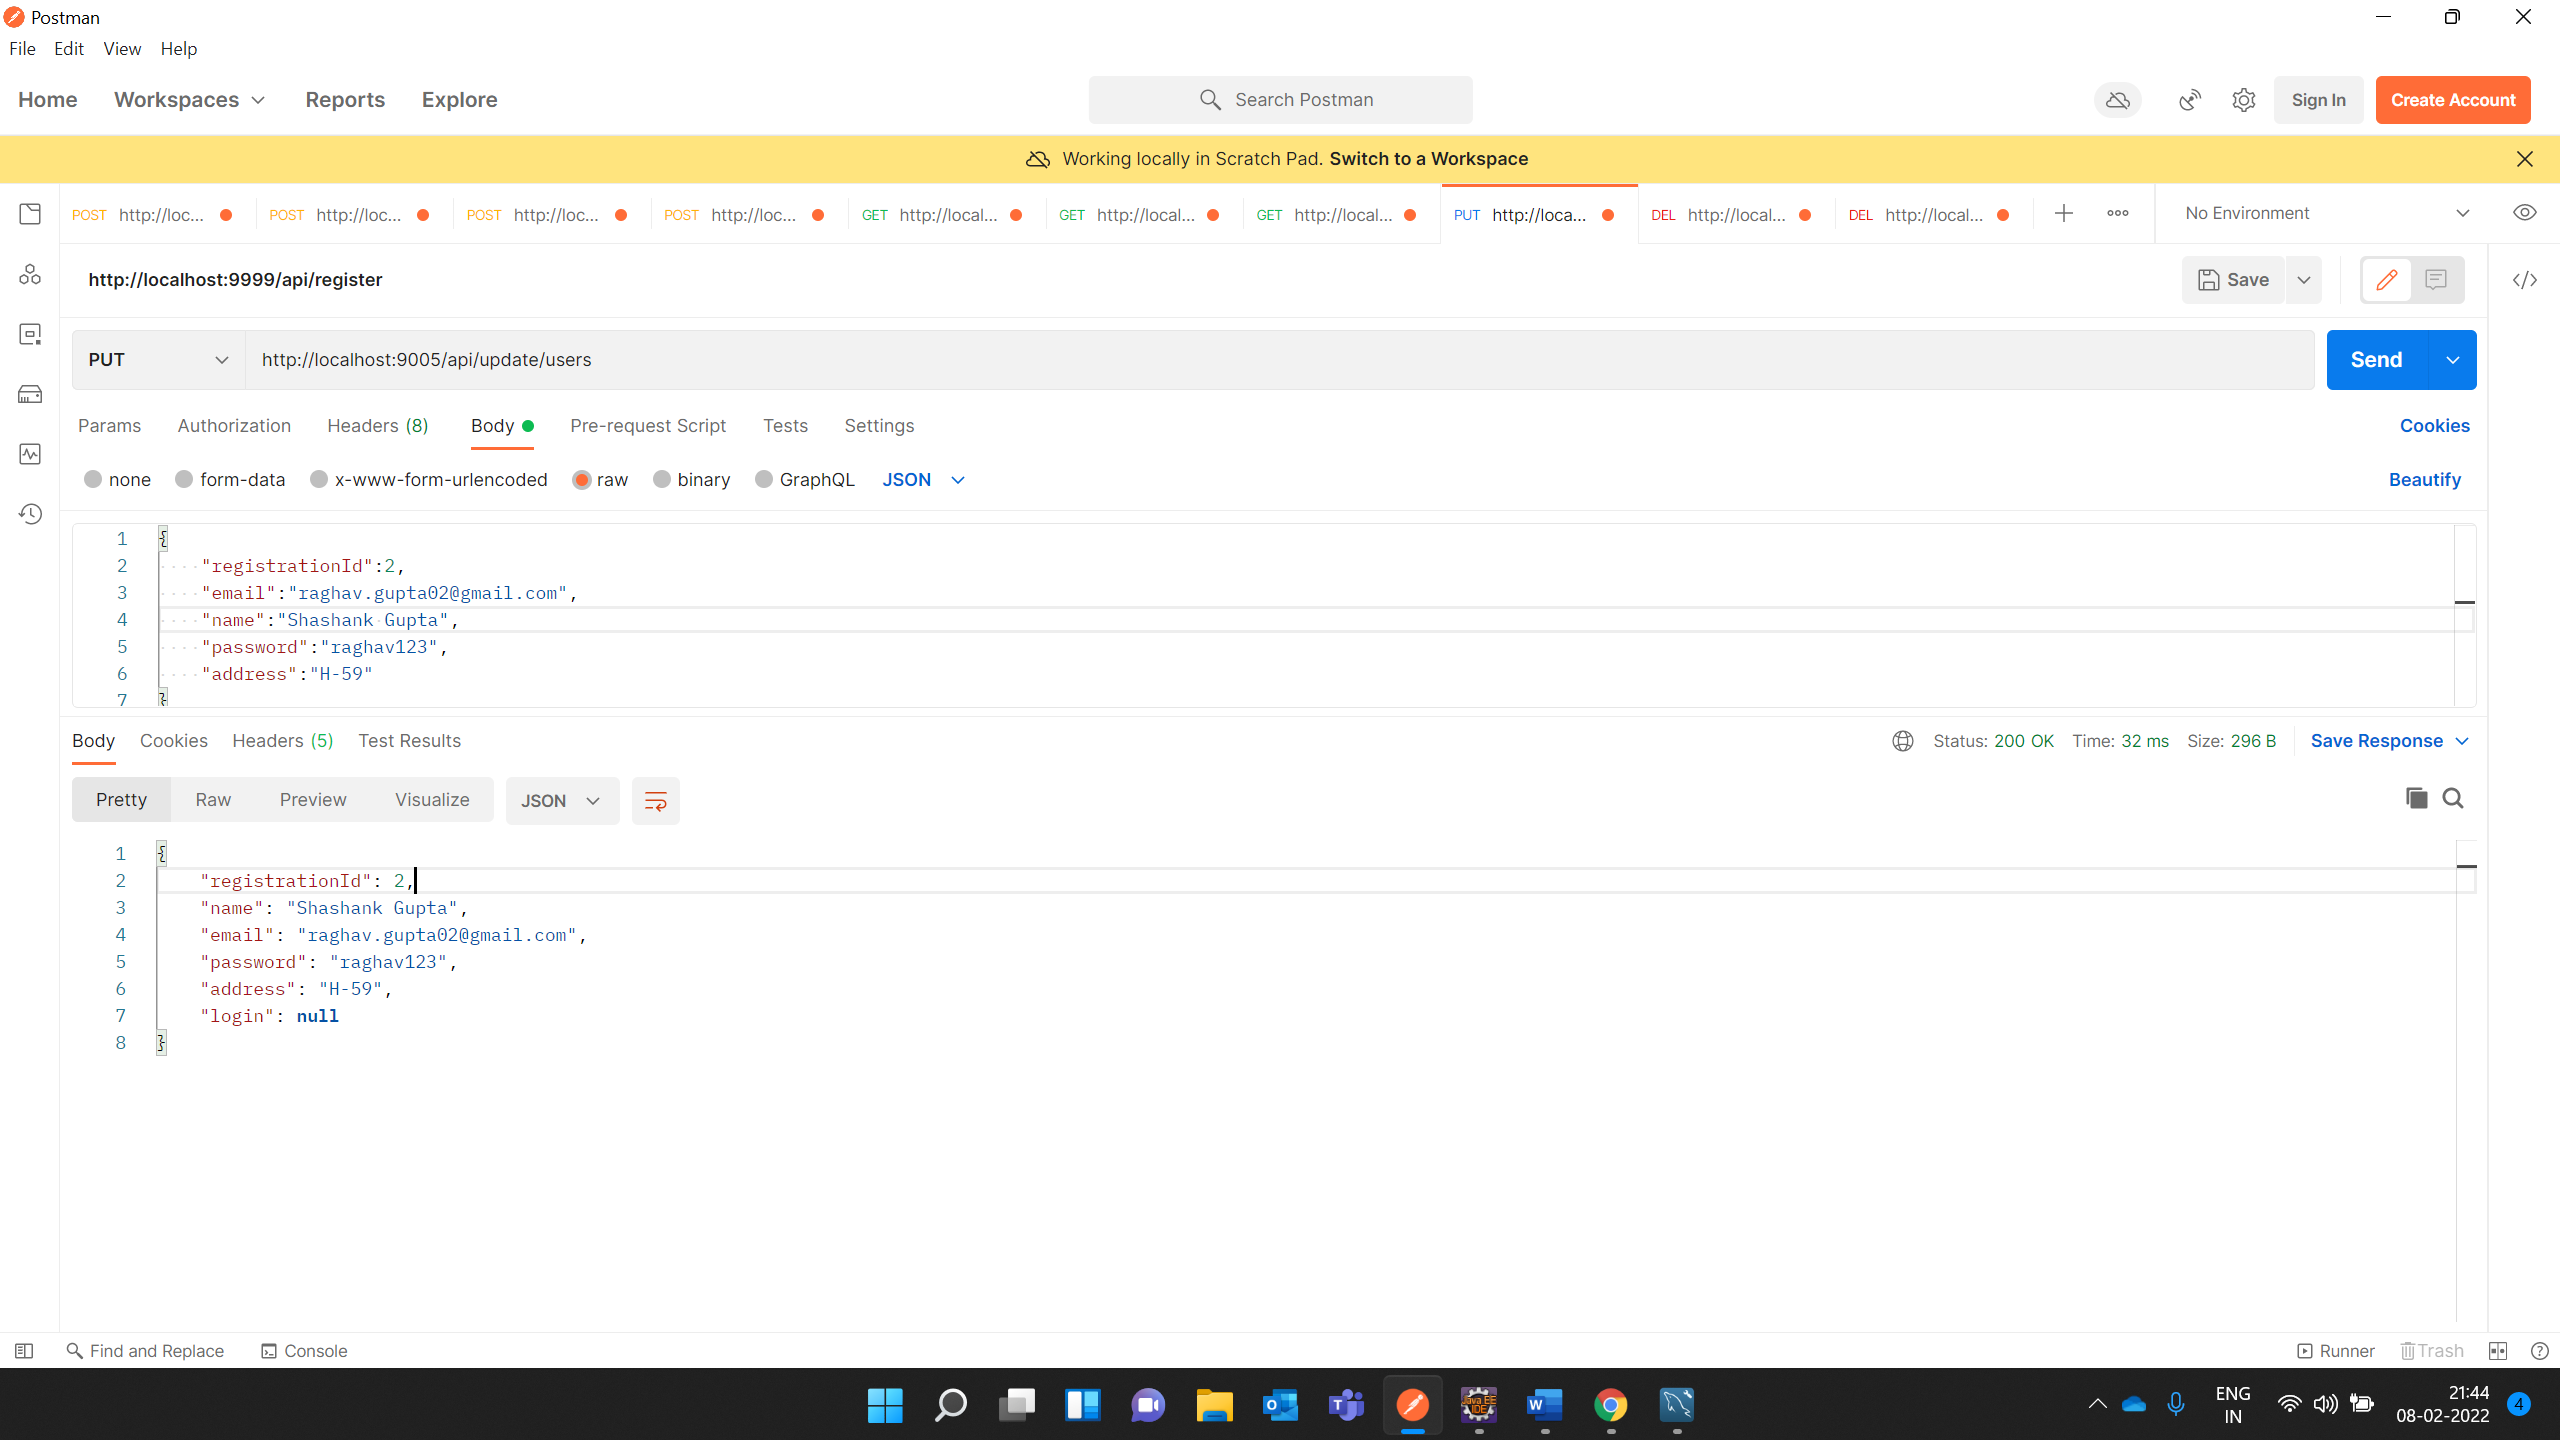 Postman
File Edit View Help
Home Workspaces Reports Explore Search Postman Sign In Create Account
Working locally in Scratch Pad. Switch to a Workspace
POST http://loc... POST http://loc... POST http://loc... POST http://loc... GET http://local... GET http://local... GET http://local... PUT http://loca... DEL http://local... DEL http://local... No Environment
http://localhost:9999/api/register Save
PUT http://localhost:9005/api/update/users Send
Params Authorization Headers (8) Body Pre-request Script Tests Settings Cookies
none form-data x-www-form-urlencoded raw binary GraphQL JSON Beautify
1 {
2 "registrationId":2,
3 "email":"raghav.gupta02@gmail.com",
4 "name":"Shashank Gupta",
5 "password":"raghav123",
6 "address":"H-59"
7 }
Body Cookies Headers (5) Test Results Status: 200 OK Time: 32 ms Size: 296 B Save Response
Pretty Raw Preview Visualize JSON
1 {
2 "registrationId": 2,
3 "name": "Shashank Gupta",
4 "email": "raghav.gupta02@gmail.com",
5 "password": "raghav123",
6 "address": "H-59",
7 "login": null
8 }
Find and Replace Console Runner Trash
Java EE IDE
ENG
IN
21:44
08-02-2022
4